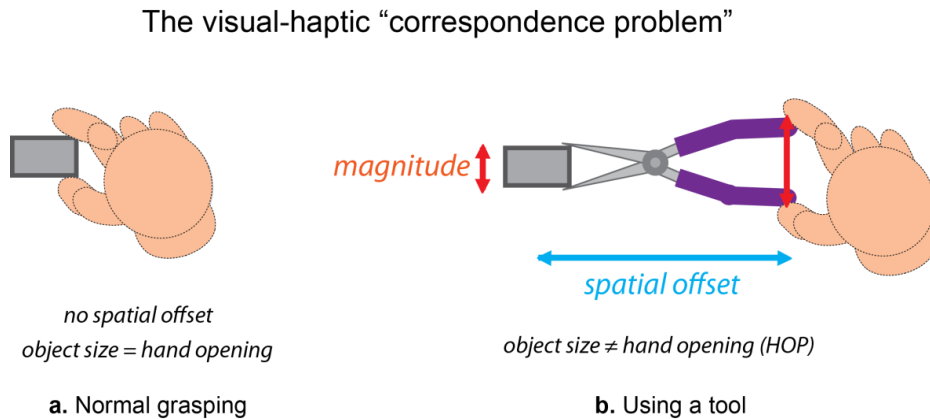 The visual-haptic “correspondence problem”
magnitude
spatial offset
no spatial offset
object size = hand opening
object size ≠ hand opening (HOP)
a. Normal grasping
b. Using a tool